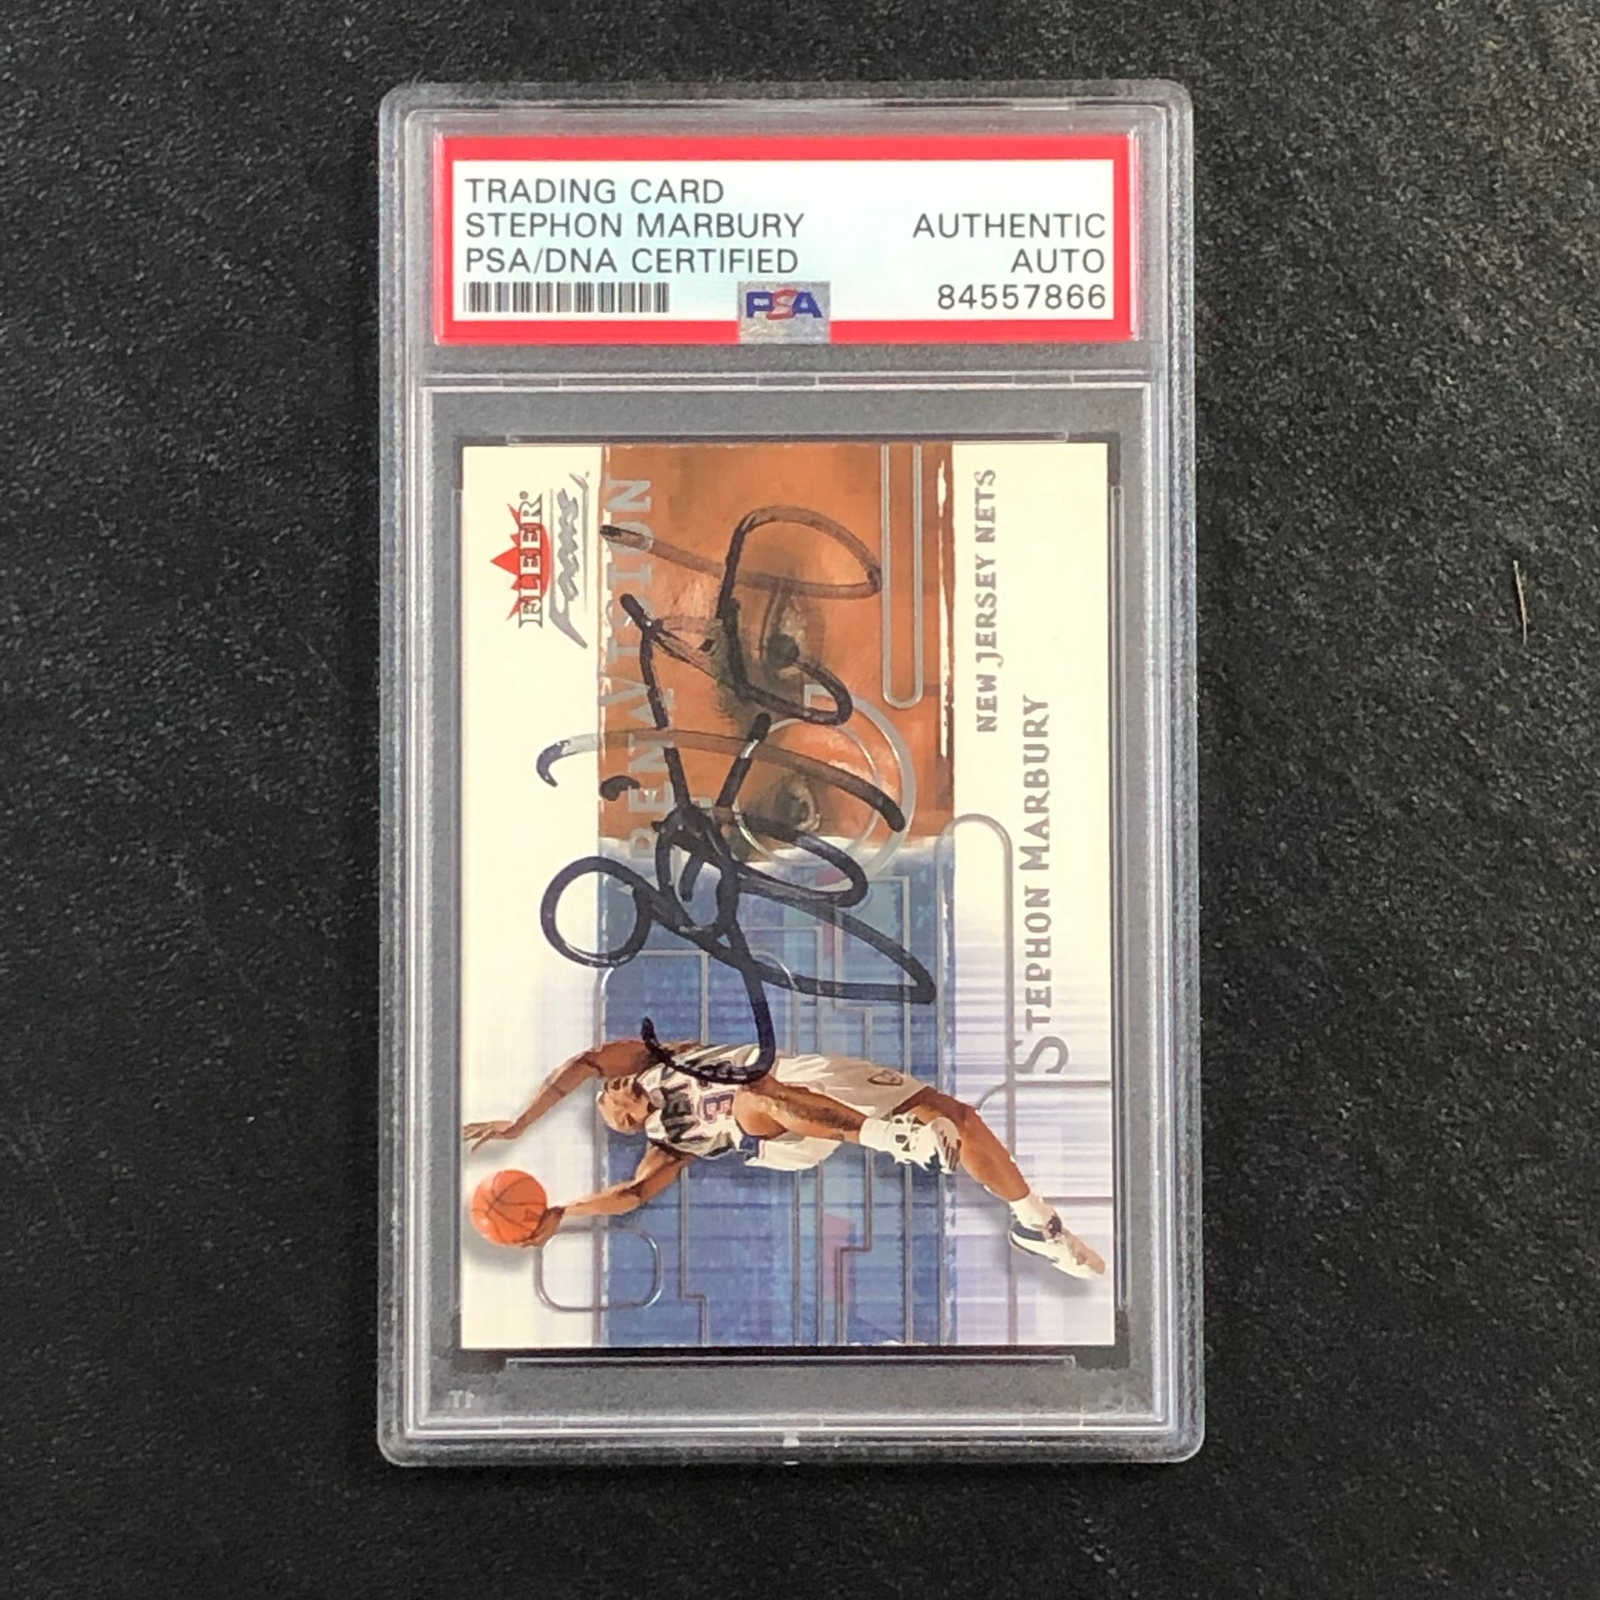 TRADING CARD
STEPHON MARBURY
PSA/DNA CERTIFIED
AUTHENTIC
AUTO
84557866
PSA
FLEER®
Focus
NEW JERSEY NETS
STEPHON MARBURY